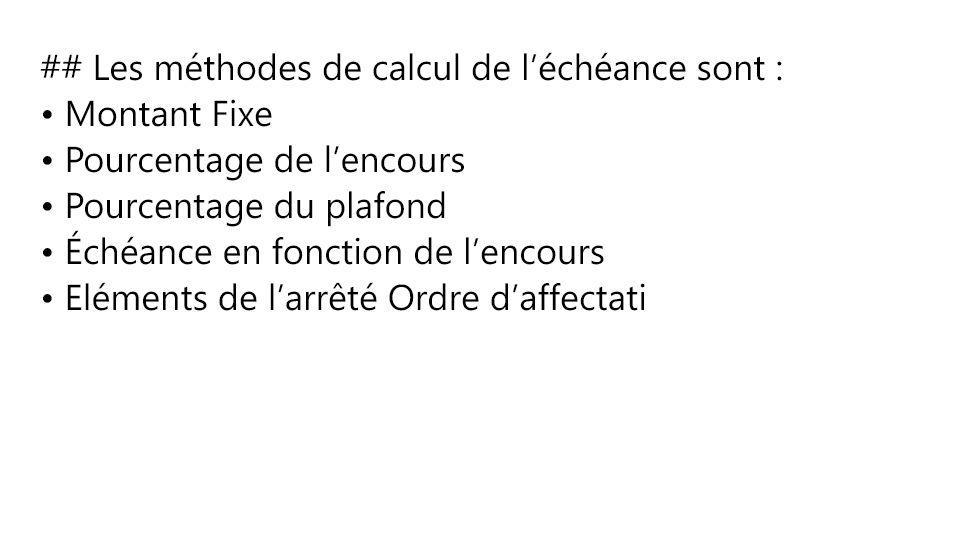 ## Les méthodes de calcul de l’échéance sont :
• Montant Fixe
• Pourcentage de l’encours
• Pourcentage du plafond
• Échéance en fonction de l’encours
• Eléments de l’arrêté Ordre d’affectati